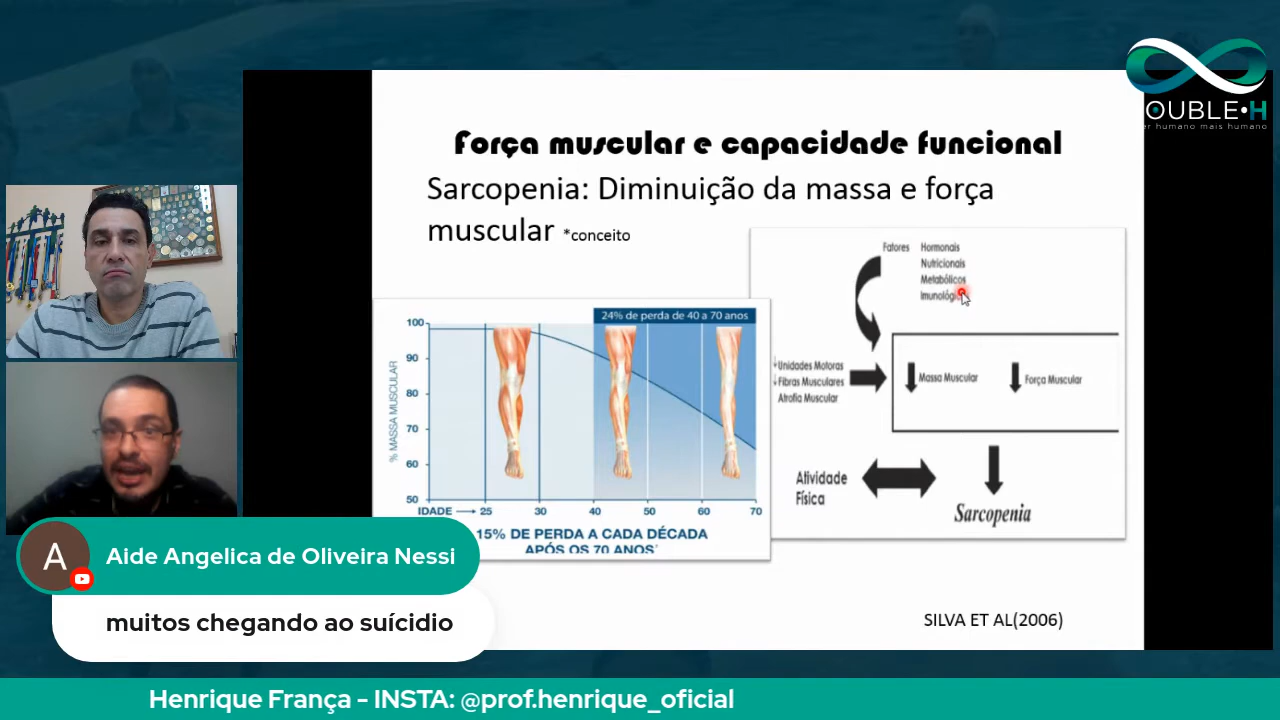 OUBLE•H
er humano mais humano
Força muscular e capacidade funcional
Sarcopenia: Diminuição da massa e força
muscular *conceito
Fatores
Hormonais
Nutricionais
Metabólicos
24% de perda de 40 a 70 anos
% MASSA MUSCULAR
100
90
80
70
60
50
IDADE
25
30
40
50
60
70
15% DE PERDA A CADA DÉCADA
APÓS OS 70 ANOS
Unidades Motoras
Fibras Musculares
Atrofia Muscular
Massa Muscular
Força Muscular
Atividade
Física
Sarcopenia
SILVA ET AL(2006)
A
Aide Angelica de Oliveira Nessi
muitos chegando ao suícidio
Henrique França - INSTA: @prof.henrique_oficial